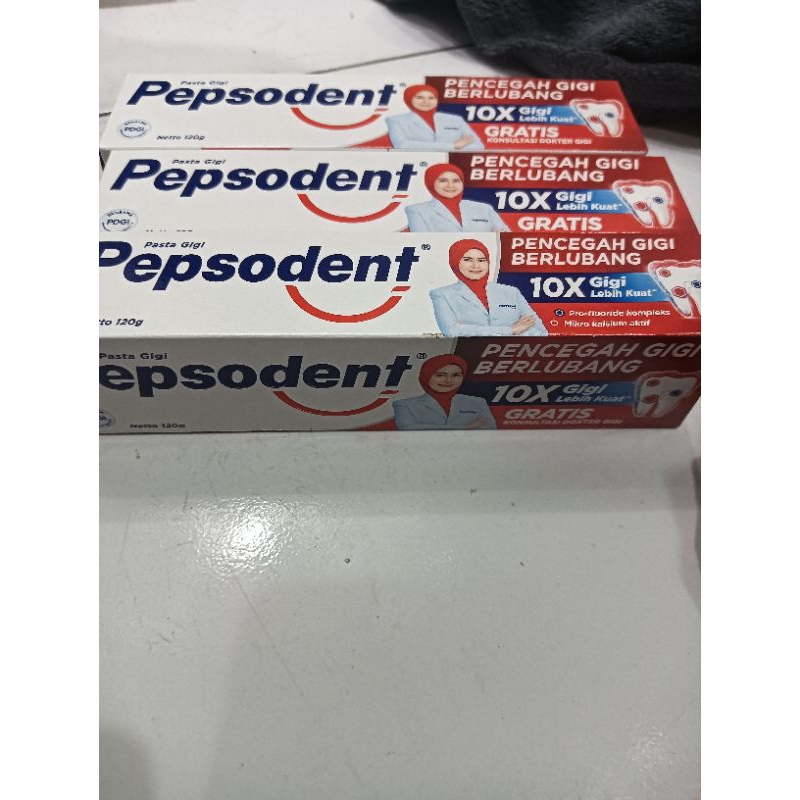 Pasta Gigi
Pepsodent®
PENCEGAH GIGI
BERLUBANG
10X Gigi
Lebih Kuat*
GRATIS
KONSULTASI DOKTER GIGI
PDGI
Netto 120g
Pasta Gigi
Pepsodent®
PENCEGAH GIGI
BERLUBANG
10X Gigi
Lebih Kuat*
GRATIS
PDGI
Pasta Gigi
Pepsodent®
PENCEGAH GIGI
BERLUBANG
10X Gigi
Lebih Kuat*
Pro-fluoride kompleks
Mikro kalsium aktif
tto 120g
Pasta Gigi
epsodent®
PENCEGAH GIGI
BERLUBANG
10X Gigi
Lebih Kuat*
GRATIS
KONSULTASI DOKTER GIGI
Netto 120g